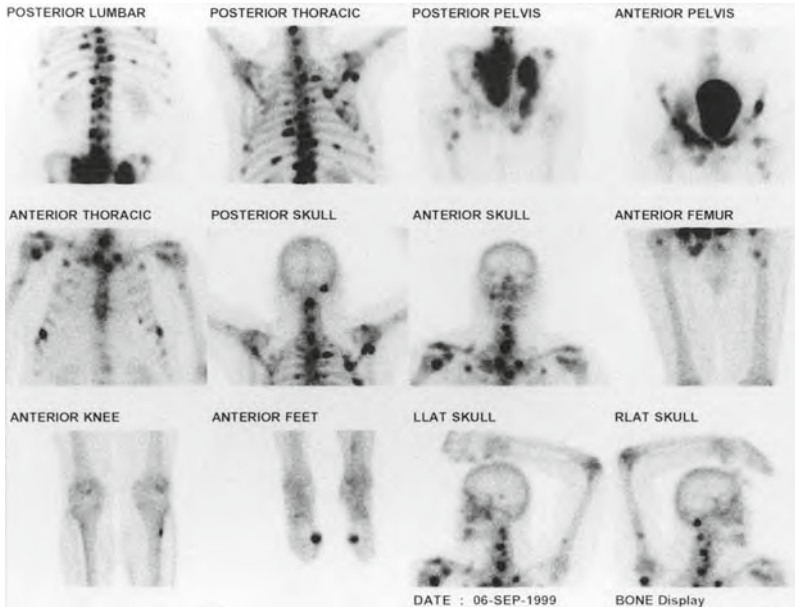 POSTERIOR LUMBAR
POSTERIOR THORACIC
POSTERIOR PELVIS
ANTERIOR PELVIS
ANTERIOR THORACIC
POSTERIOR SKULL
ANTERIOR SKULL
ANTERIOR FEMUR
ANTERIOR KNEE
ANTERIOR FEET
LLAT SKULL
RLAT SKULL
DATE : 06-SEP-1999
BONE Display